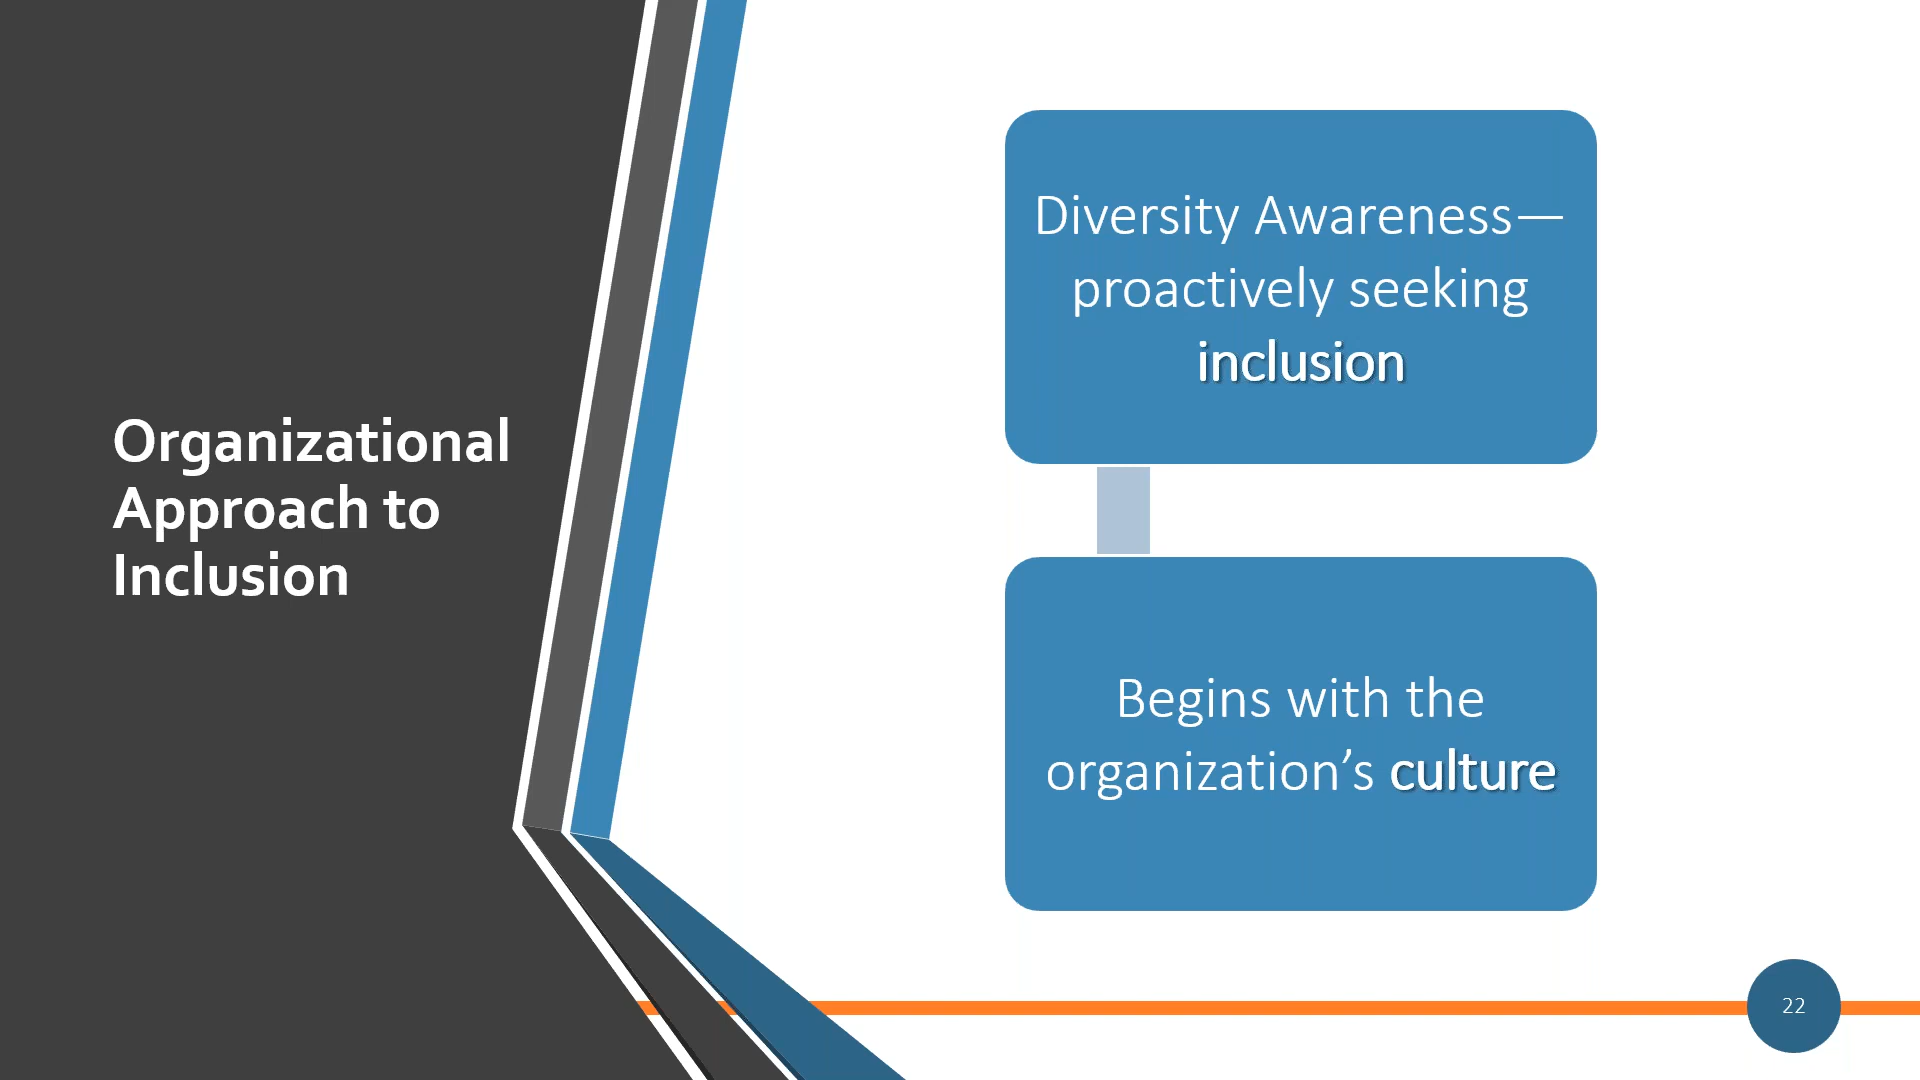 Organizational
Approach to
Inclusion
Diversity Awareness—
proactively seeking
inclusion
Begins with the
organization’s culture
22